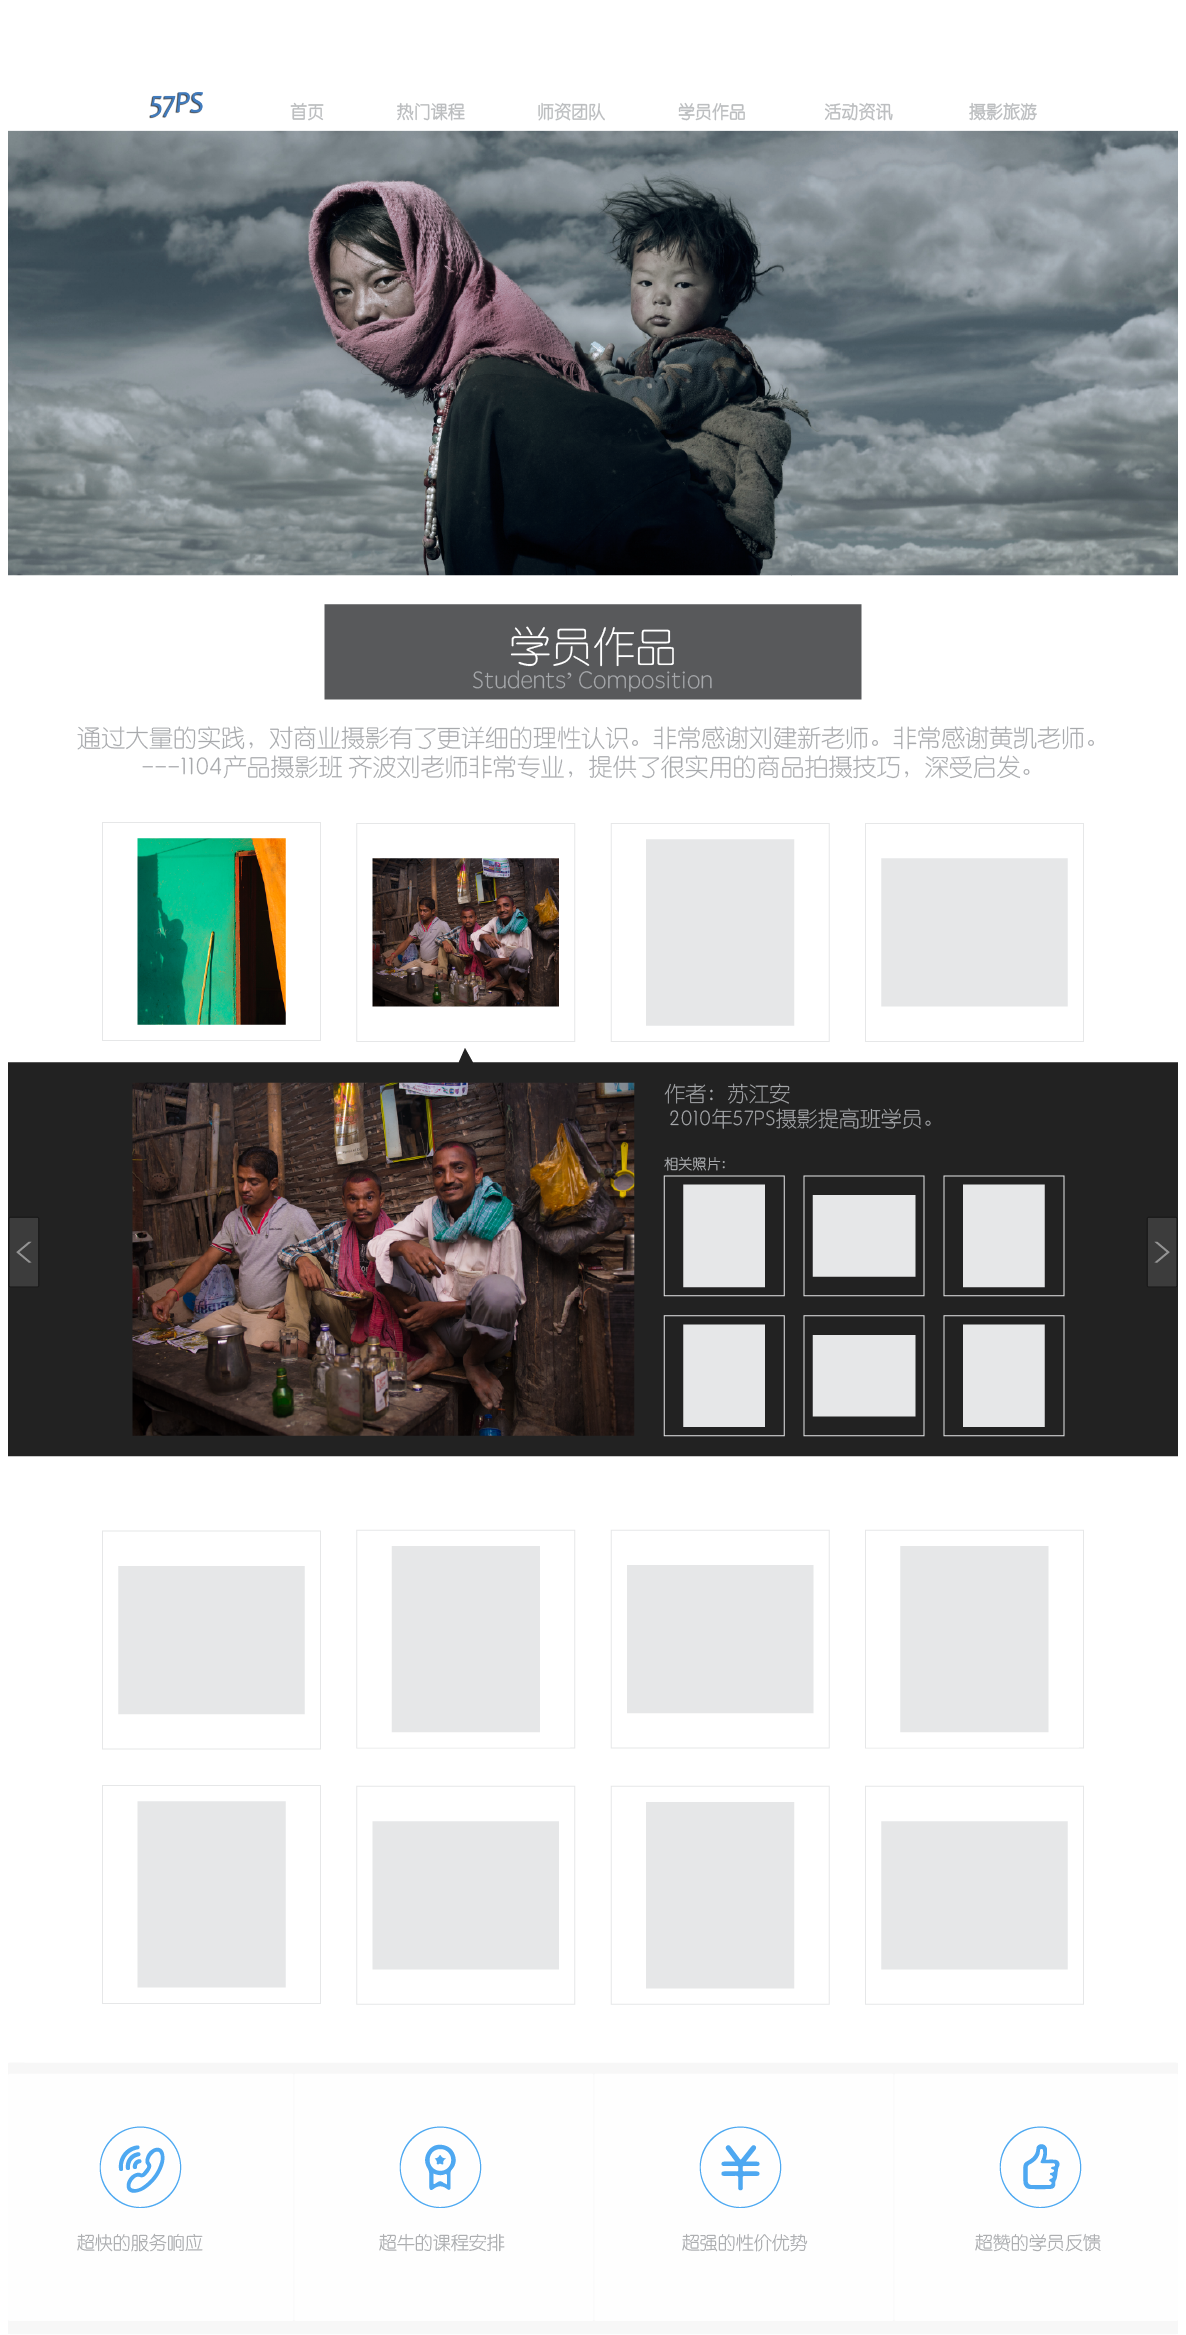 57PS
首页
热门课程
师资团队
学员作品
活动资讯
摄影旅游
学员作品
Students’ Composition
通过大量的实践，对商业摄影有了更详细的理性认识。非常感谢刘建新老师。非常感谢黄凯老师。
---1104产品摄影班 齐波刘老师非常专业，提供了很实用的商品拍摄技巧，深受启发。
作者：苏江安
2010年57PS摄影提高班学员。
相关照片：
超快的服务响应
超牛的课程安排
超强的性价优势
超赞的学员反馈